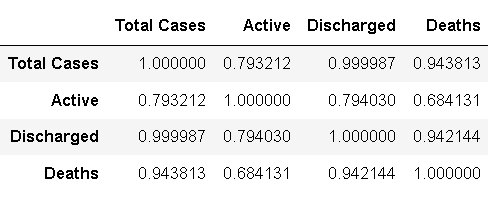 Total Cases Active Discharged Deaths
Total Cases 1.000000 0.793212 0.999987 0.943813
Active 0.793212 1.000000 0.794030 0.684131
Discharged 0.999987 0.794030 1.000000 0.942144
Deaths 0.943813 0.684131 0.942144 1.000000